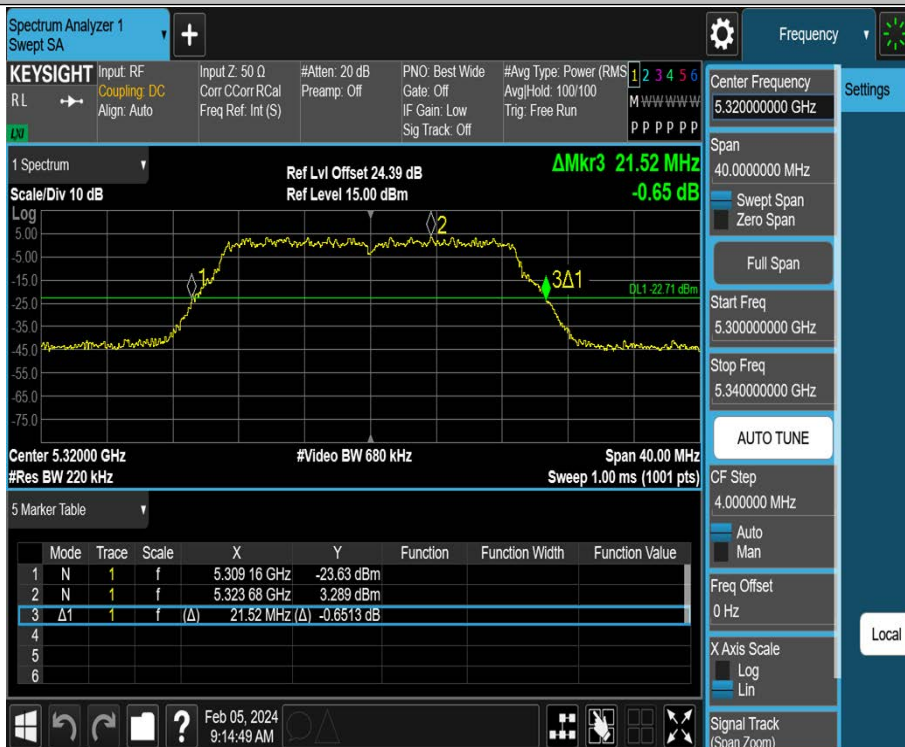 Spectrum Analyzer 1
Swept SA
+
Frequency
KEYSIGHT
RL
LXI
Input: RF
Coupling: DC
Align: Auto
Input Z: 50 Ω
Corr CCorr RCal
Freq Ref: Int (S)
#Atten: 20 dB
Preamp: Off
PNO: Best Wide
Gate: Off
IF Gain: Low
Sig Track: Off
#Avg Type: Power (RMS
Avg|Hold: 100/100
Trig: Free Run
1 2 3 4 5 6
M W W W W W
P P P P P P
1 Spectrum
Scale/Div 10 dB
Ref Lvl Offset 24.39 dB
Ref Level 15.00 dBm
ΔMkr3 21.52 MHz
-0.65 dB
Log
5.00
-5.00
-15.0
-25.0
-35.0
-45.0
-55.0
-65.0
-75.0
1
2
3Δ1
DL1 -22.71 dBm
Center 5.32000 GHz
#Res BW 220 kHz
#Video BW 680 kHz
Span 40.00 MHz
Sweep 1.00 ms (1001 pts)
5 Marker Table
Mode Trace Scale X Y Function Function Width Function Value
1 N 1 f 5.309 16 GHz -23.63 dBm
2 N 1 f 5.323 68 GHz 3.289 dBm
3 Δ1 1 f (Δ) 21.52 MHz (Δ) -0.6513 dB
4
5
6
?
Feb 05, 2024
9:14:49 AM
Center Frequency
5.320000000 GHz
Span
40.0000000 MHz
Swept Span
Zero Span
Full Span
Start Freq
5.300000000 GHz
Stop Freq
5.340000000 GHz
AUTO TUNE
CF Step
4.000000 MHz
Auto
Man
Freq Offset
0 Hz
X Axis Scale
Log
Lin
Signal Track
(Span Zoom)
Settings
Local